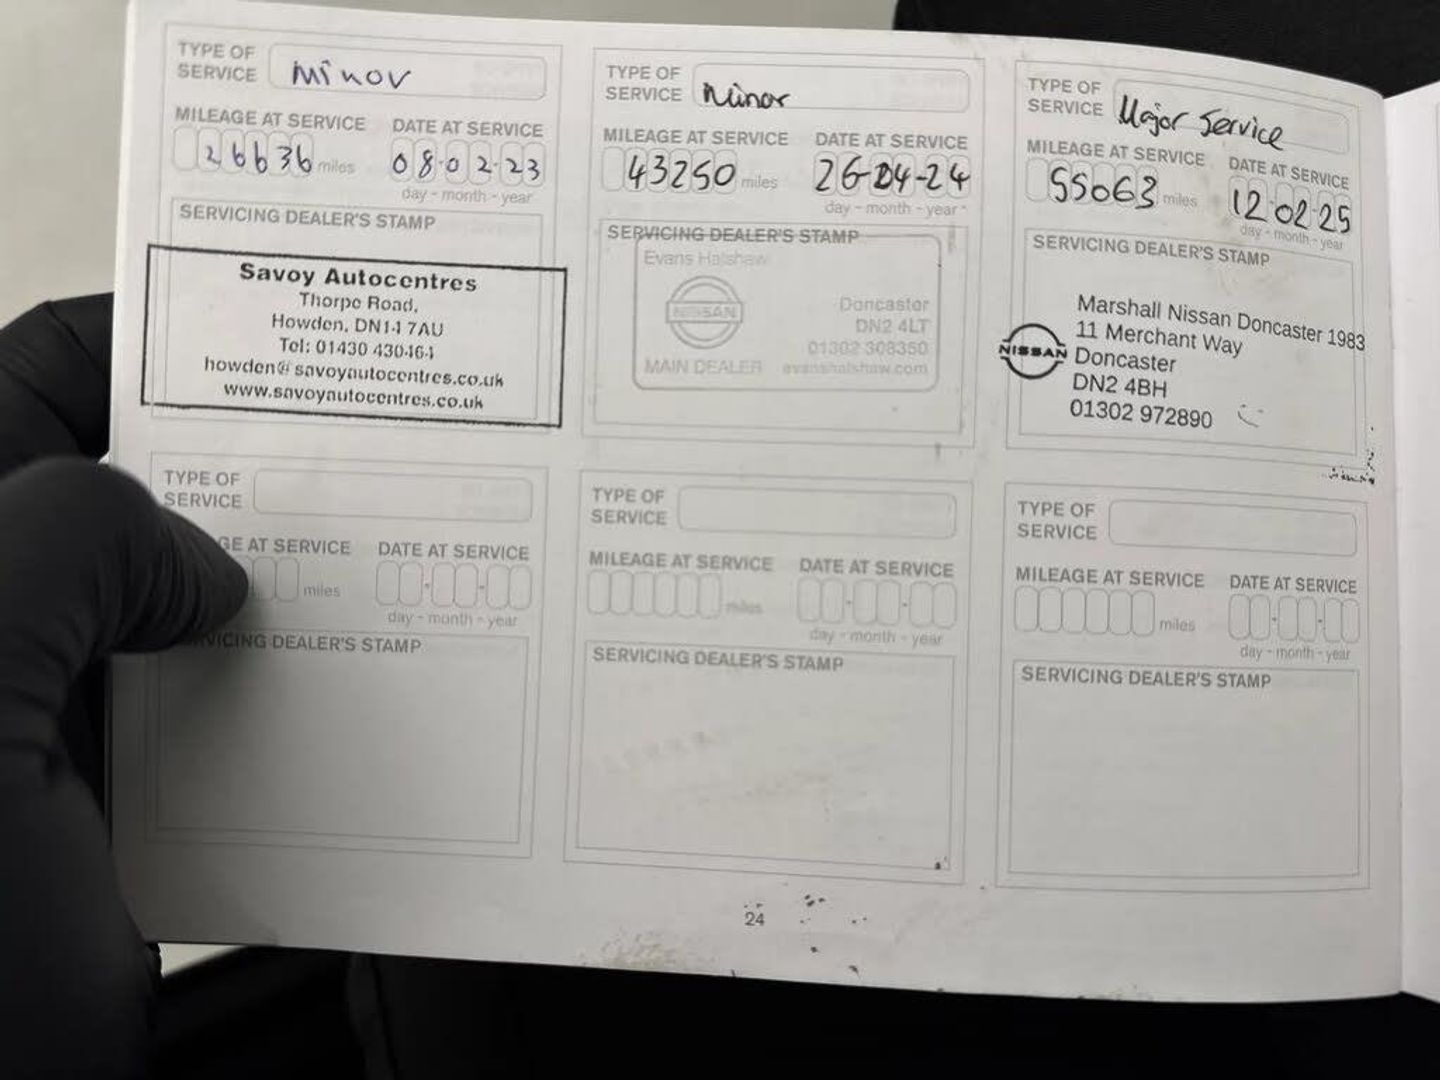 TYPE OF
SERVICE
Minor
MILEAGE AT SERVICE
DATE AT SERVICE
26636 miles
08-02-23
day - month - year
SERVICING DEALER'S STAMP
Savoy Autocentres
Thorpe Road,
Howden, DN14 7AU
Tel: 01430 430464
howden@savoyautocentres.co.uk
www.savoyautocentres.co.uk
TYPE OF
SERVICE
Minor
MILEAGE AT SERVICE
DATE AT SERVICE
43250 miles
26-04-24
day - month - year
SERVICING DEALER'S STAMP
Evans Halshaw
NISSAN
MAIN DEALER
Doncaster
DN2 4LT
01302 308350
evanshalshaw.com
TYPE OF
SERVICE
Major Service
MILEAGE AT SERVICE
DATE AT SERVICE
55063 miles
12-02-25
day - month - year
SERVICING DEALER'S STAMP
NISSAN
Marshall Nissan Doncaster 1983
11 Merchant Way
Doncaster
DN2 4BH
01302 972890
TYPE OF
SERVICE
GE AT SERVICE
DATE AT SERVICE
miles
day - month - year
VICING DEALER'S STAMP
TYPE OF
SERVICE
MILEAGE AT SERVICE
DATE AT SERVICE
miles
day - month - year
SERVICING DEALER'S STAMP
TYPE OF
SERVICE
MILEAGE AT SERVICE
DATE AT SERVICE
miles
day - month - year
SERVICING DEALER'S STAMP
24